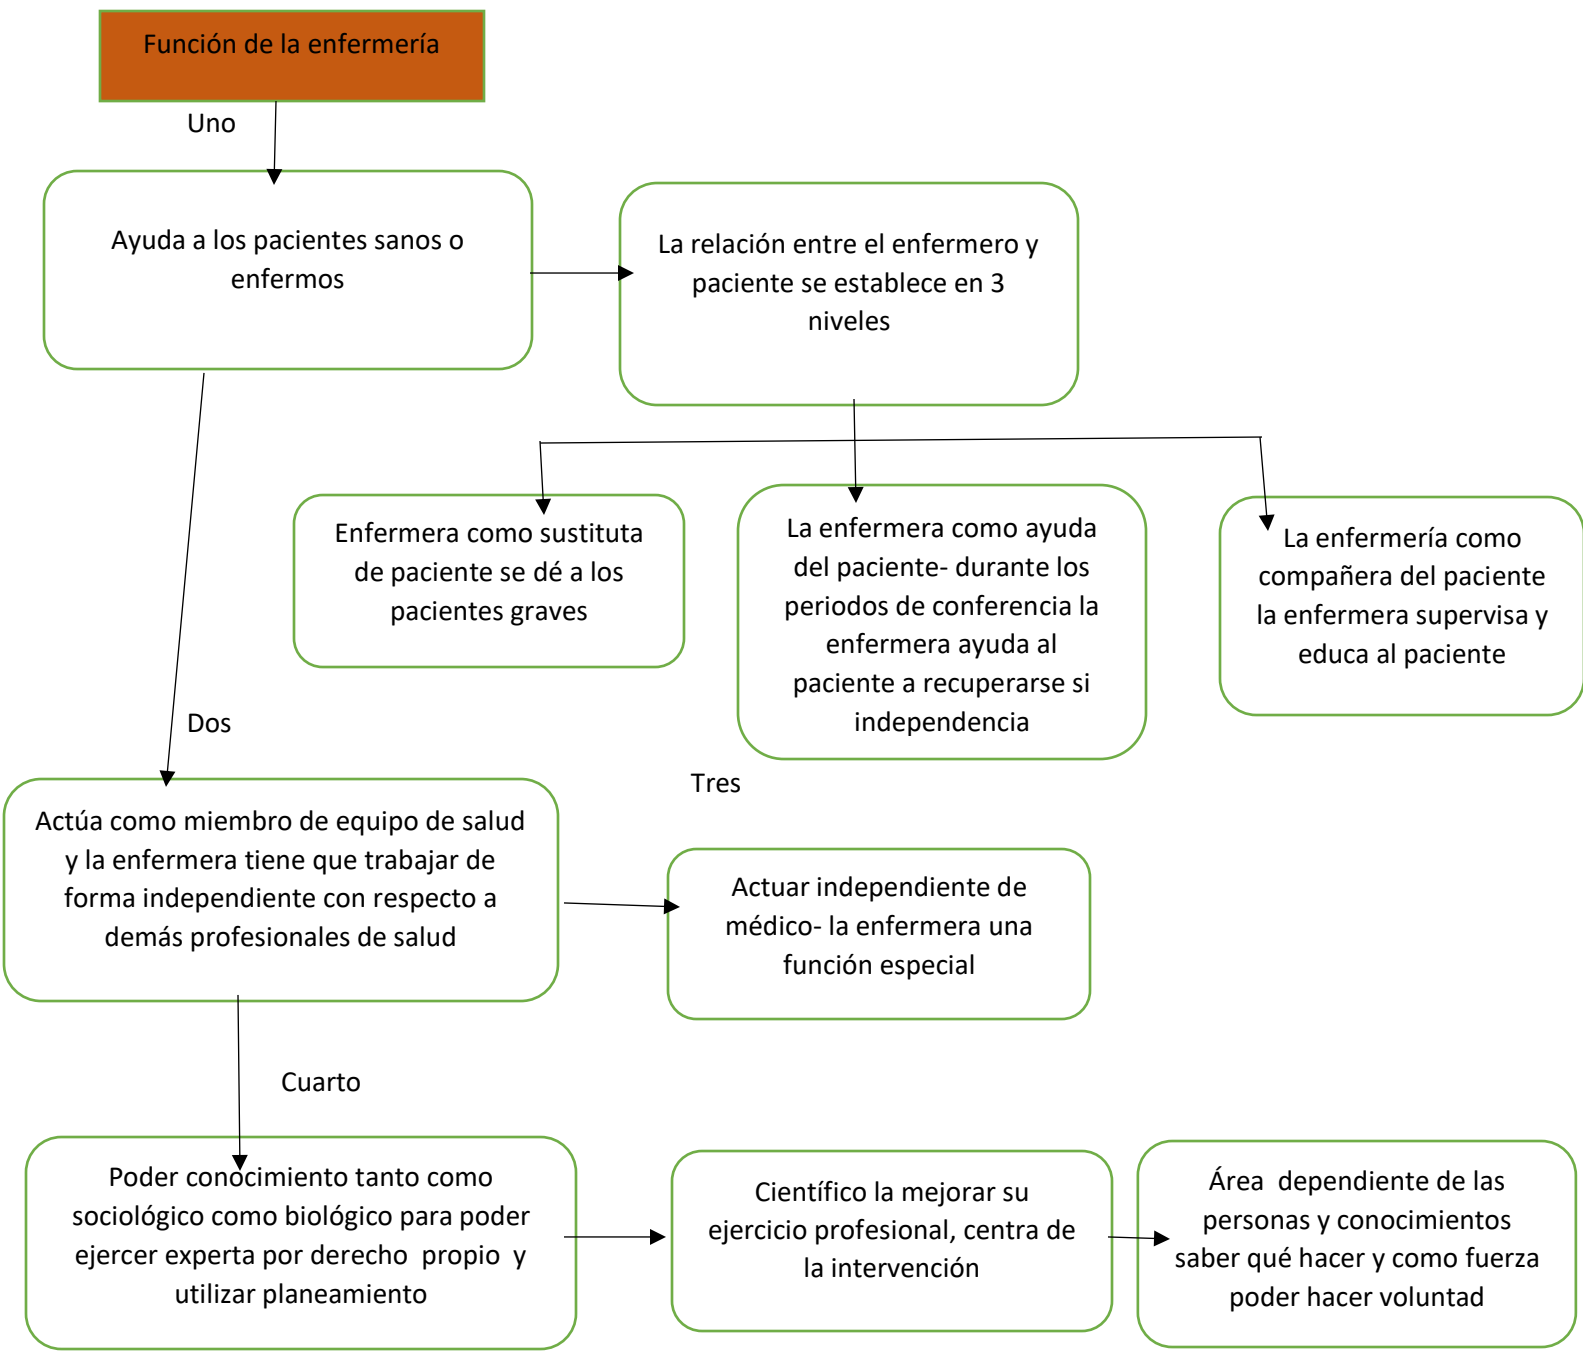 Función de la enfermería
Uno
Ayuda a los pacientes sanos o
enfermos
La relación entre el enfermero y
paciente se establece en 3
niveles
Enfermera como sustituta
de paciente se dé a los
pacientes graves
La enfermera como ayuda
del paciente- durante los
periodos de conferencia la
enfermera ayuda al
paciente a recuperarse si
independencia
La enfermería como
compañera del paciente
la enfermera supervisa y
educa al paciente
Dos
Tres
Actúa como miembro de equipo de salud
y la enfermera tiene que trabajar de
forma independiente con respecto a
demás profesionales de salud
Actuar independiente de
médico- la enfermera una
función especial
Cuarto
Poder conocimiento tanto como
sociológico como biológico para poder
ejercer experta por derecho  propio  y
utilizar planeamiento
Científico la mejorar su
ejercicio profesional, centra de
la intervención
Área  dependiente de las
personas y conocimientos
saber qué hacer y como fuerza
poder hacer voluntad